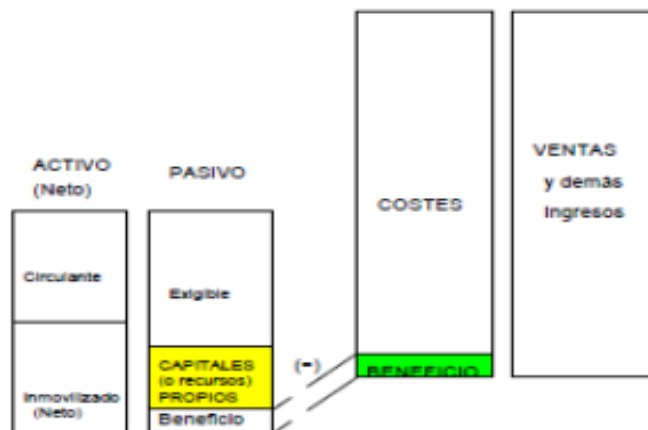 ACTIVO
(Neto)
PASIVO
Circulante
Exigible
Inmovilizado
(Neto)
CAPITALES
(o recursos)
PROPIOS
Beneficio
(=)
COSTES
BENEFICIO
VENTAS
y demás
Ingresos